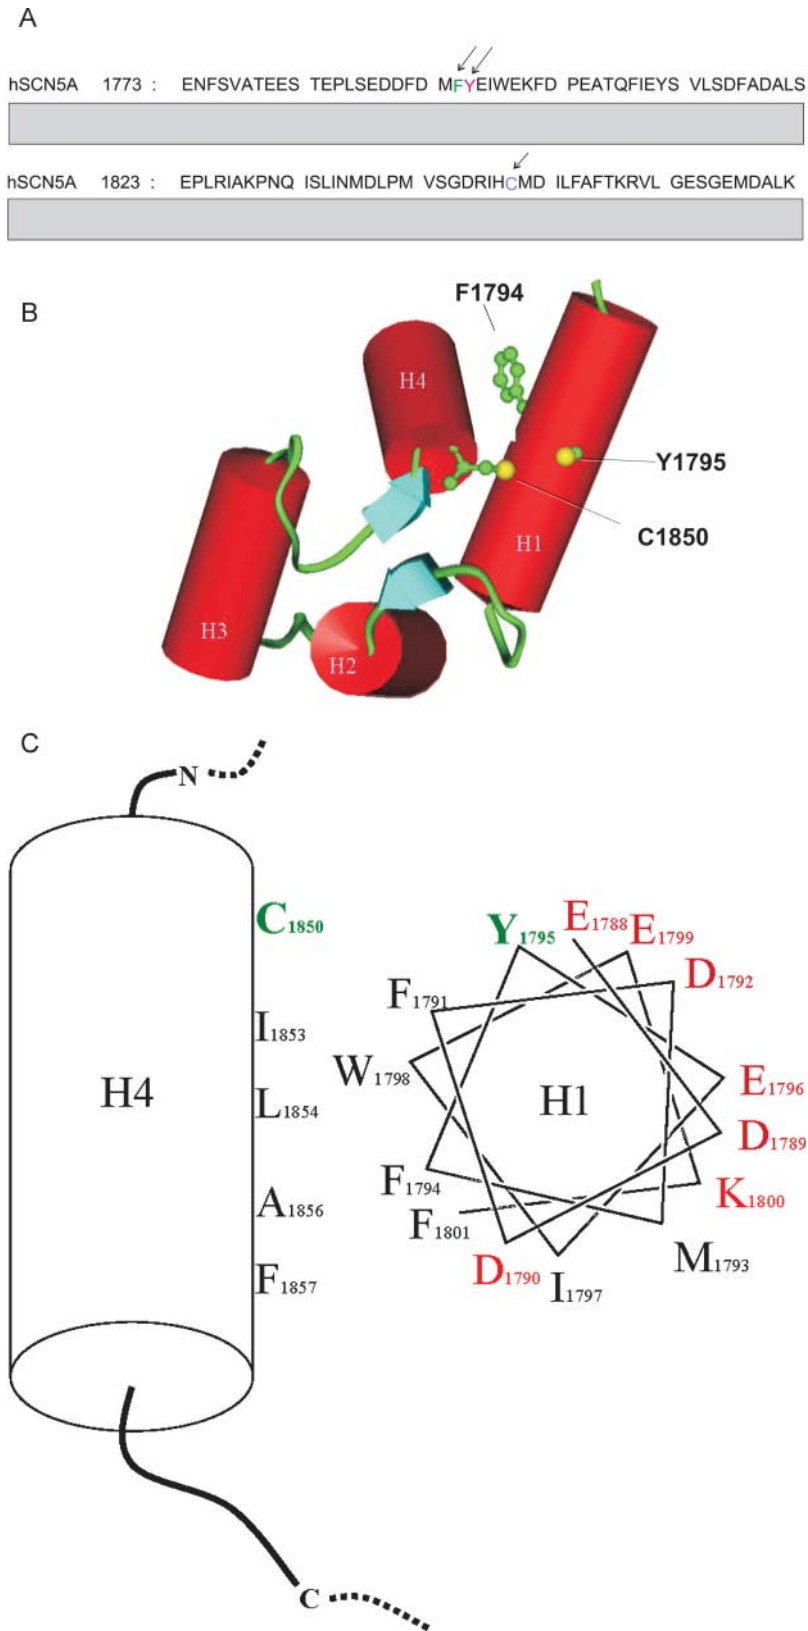 A
hSCN5A 1773 : ENFSVATEES TEPLSEDDFD MFYEIWEKFD PEATQFIEYS VLSDFADALS
hSCN5A 1823 : EPLRIAKPNQ ISLINMDLPM VSGDRIHCMD ILFAFTKRVL GESGEMDALK
B
F1794
H4
Y1795
C1850
H1
H3
H2
C
N
C1850
I1853
L1854
A1856
F1857
H4
Y1795
E1788
E1799
D1792
F1791
W1798
E1796
H1
D1789
F1794
K1800
F1801
M1793
D1790
I1797
C